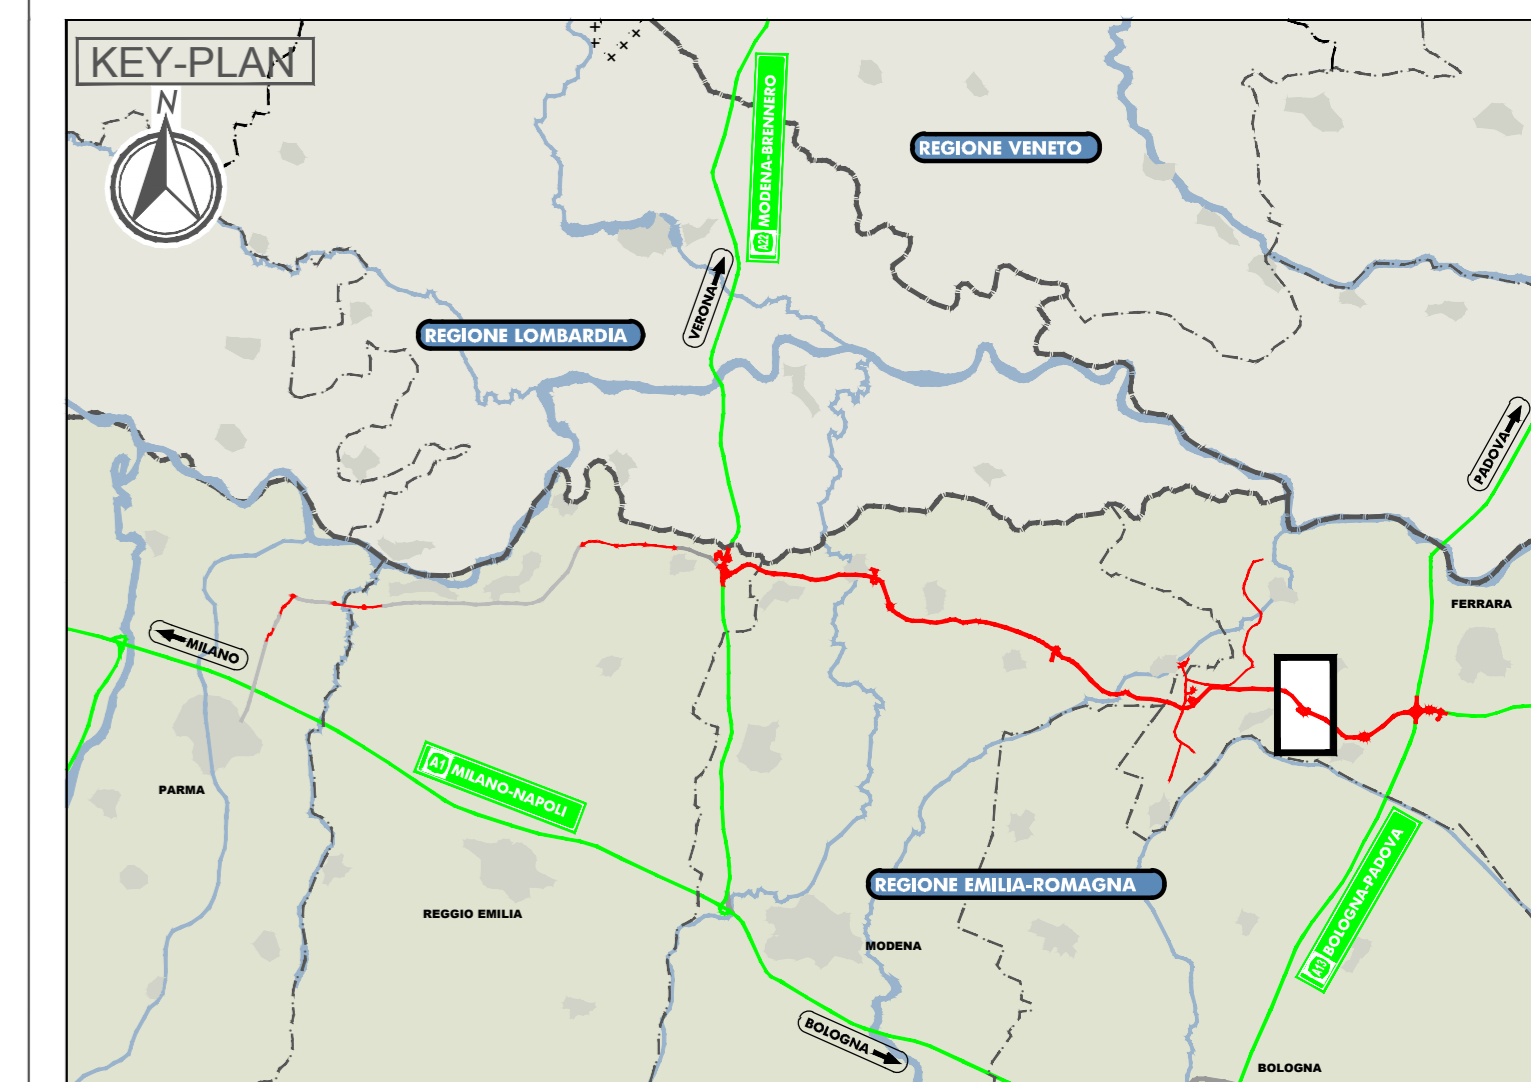 KEY-PLAN
N
A22 MODENA-BRENNERO
REGIONE VENETO
VERONA
REGIONE LOMBARDIA
PADOVA
FERRARA
MILANO
A1 MILANO-NAPOLI
PARMA
REGIONE EMILIA-ROMAGNA
A13 BOLOGNA-PADOVA
REGGIO EMILIA
MODENA
BOLOGNA
BOLOGNA